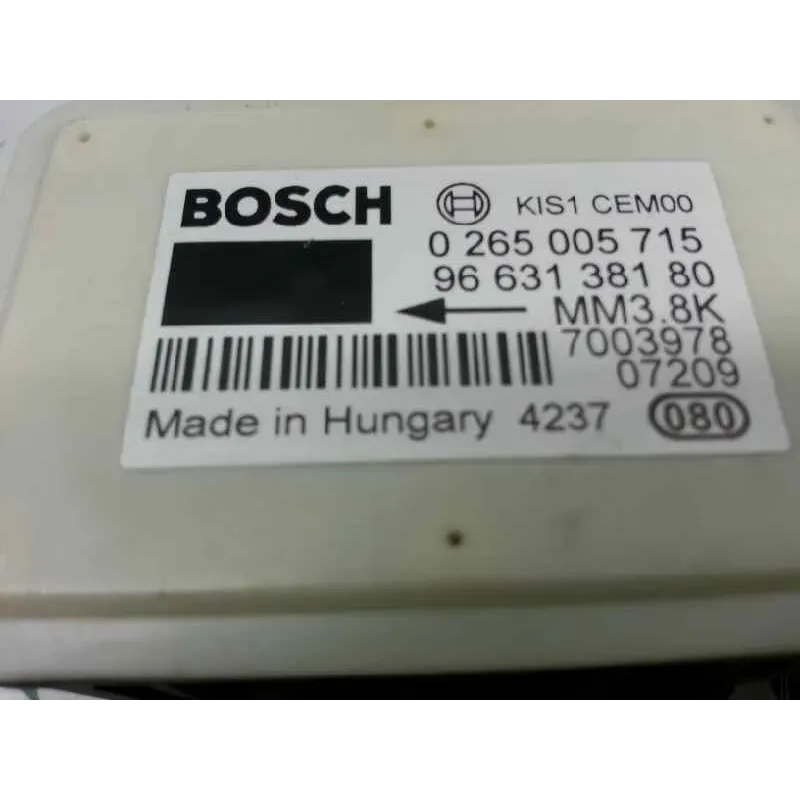 BOSCH KIS1 CEM00
0 265 005 715
96 631 381 80
MM3.8K
7003978
07209
Made in Hungary 4237 080